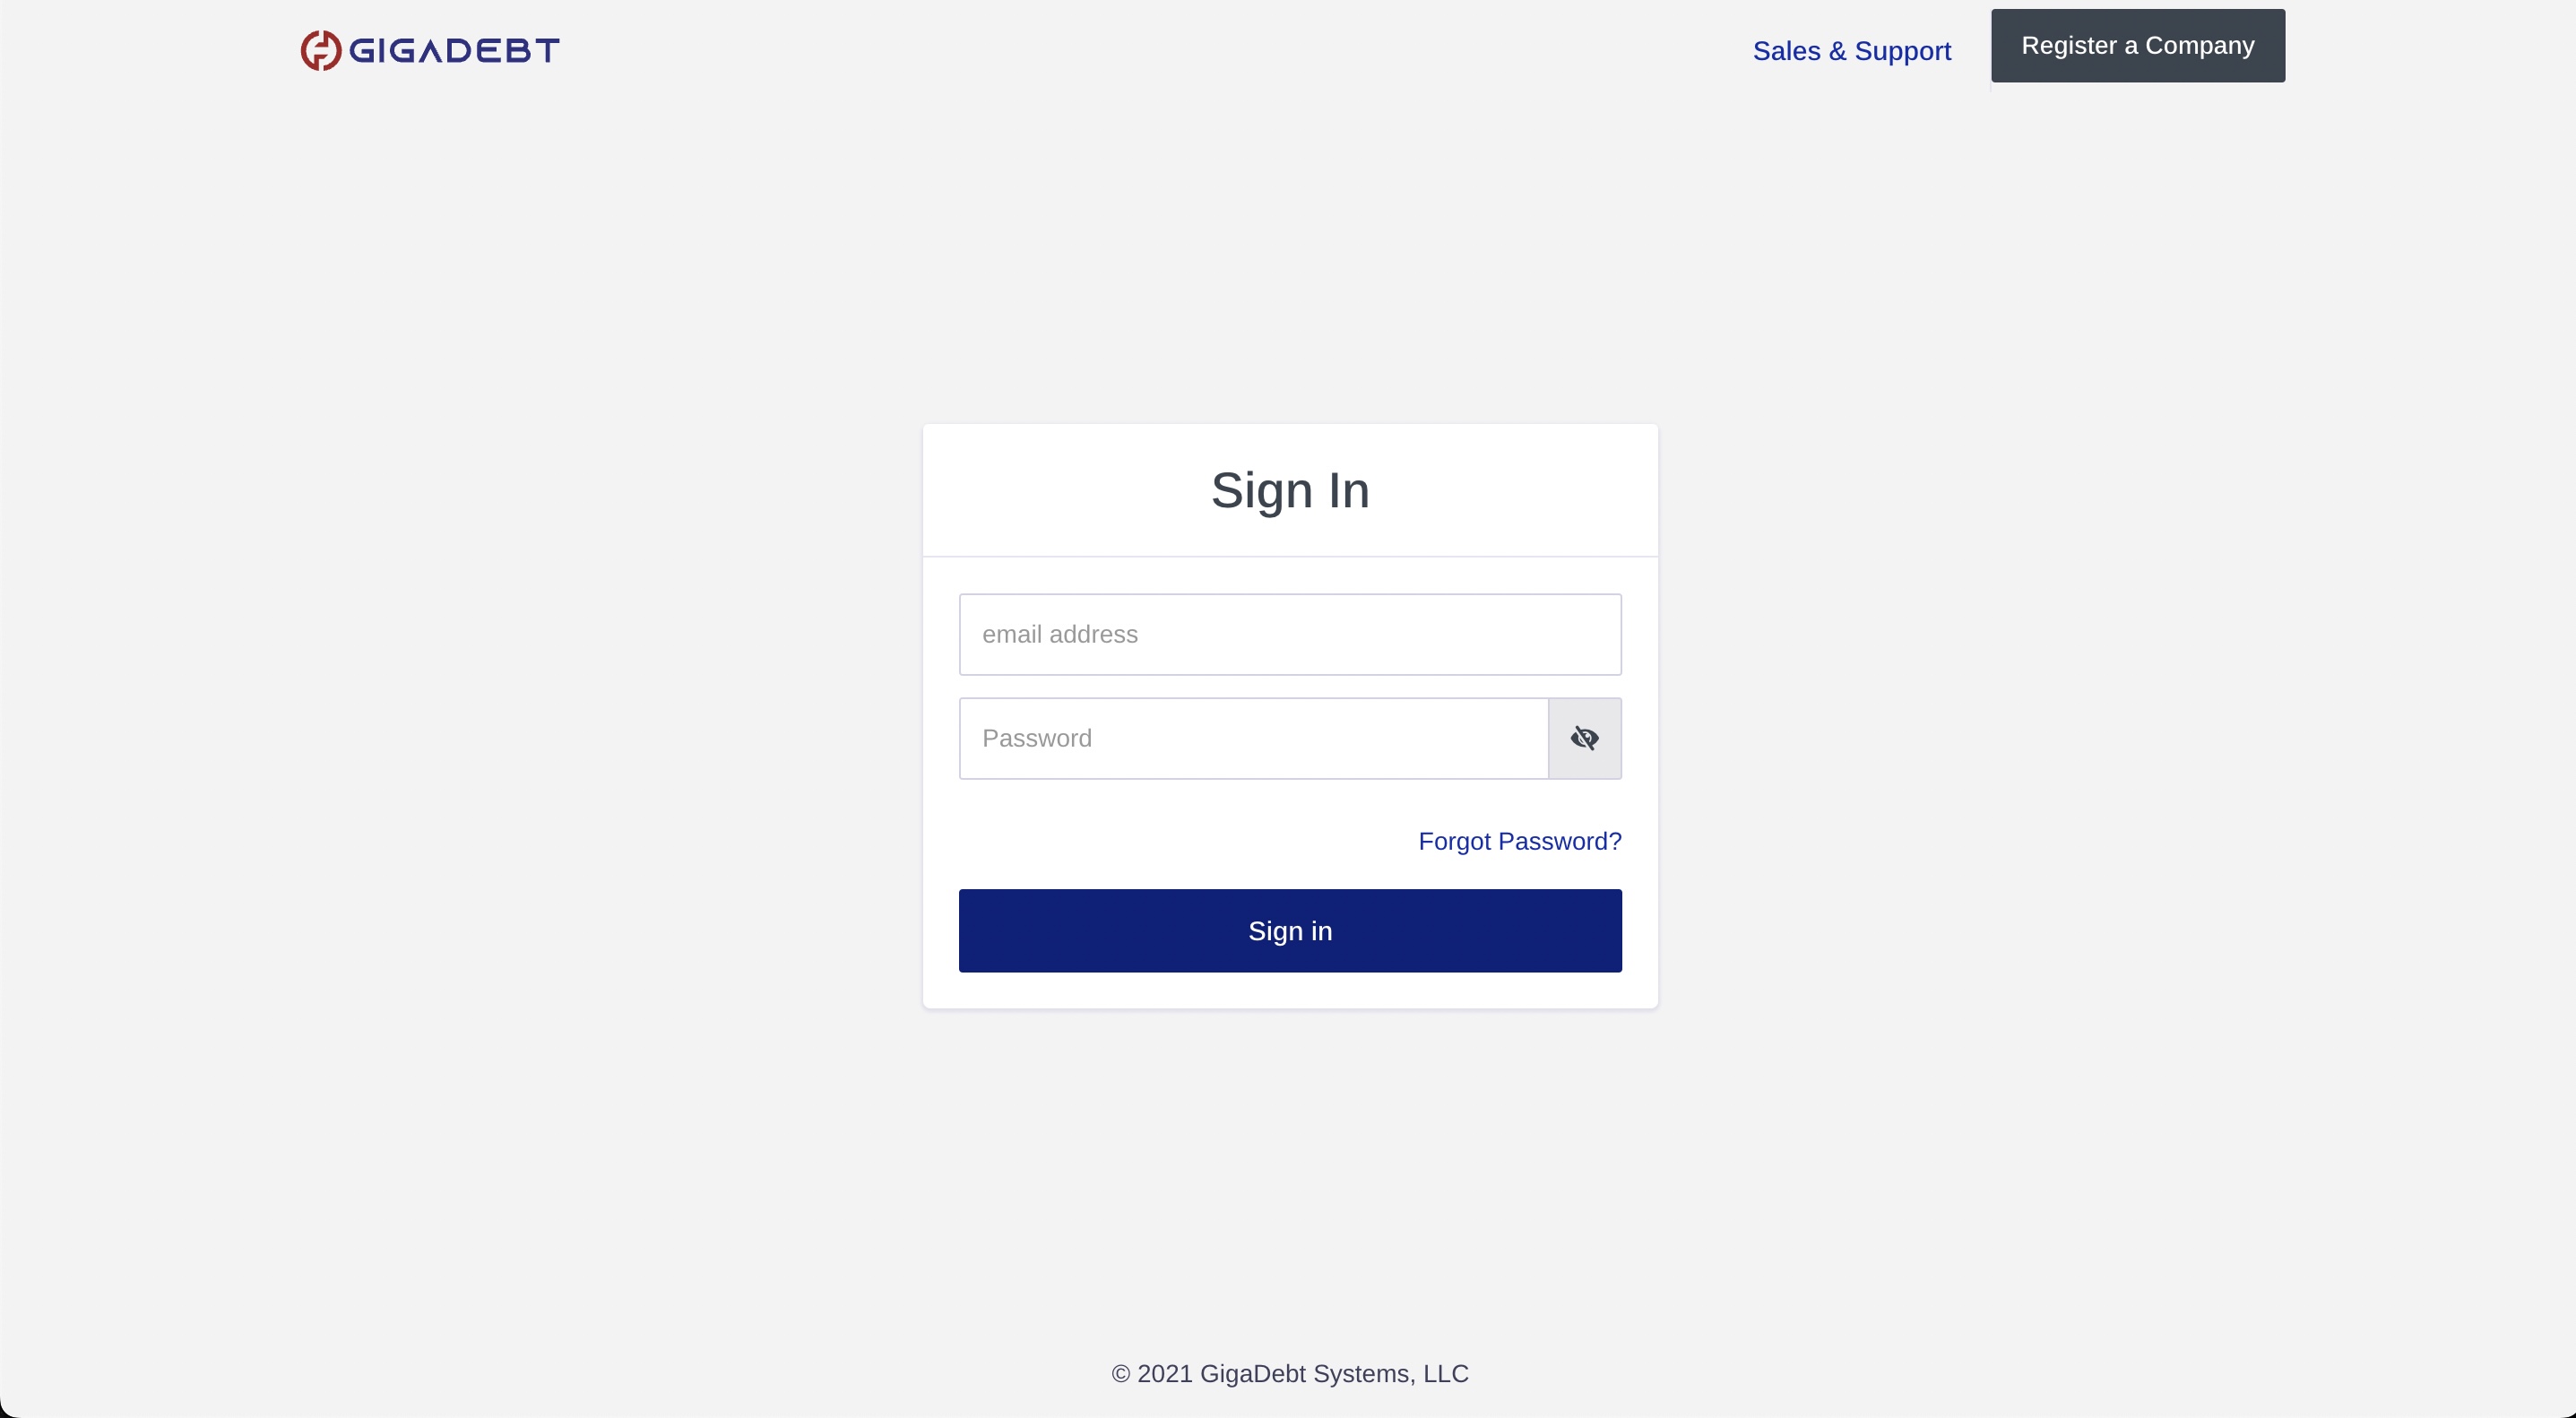 GIGADEBT
Sales & Support
Register a Company
Sign In
email address
Password
Forgot Password?
Sign in
© 2021 GigaDebt Systems, LLC